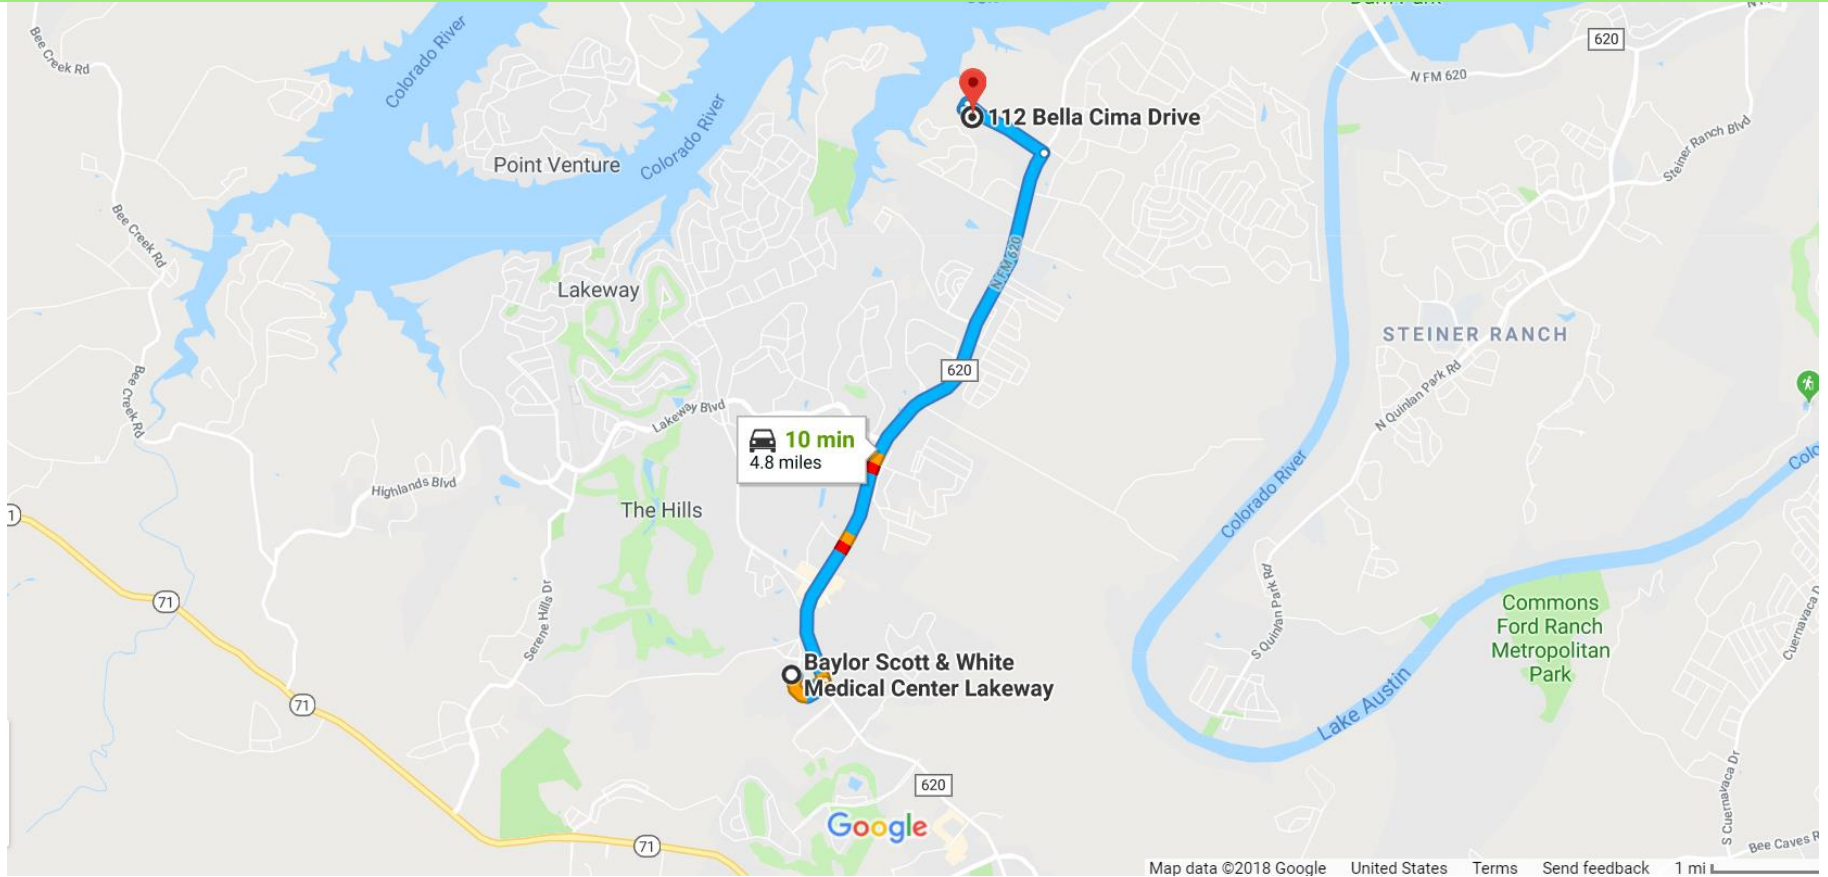 Bee Creek Rd
Colorado River
620
N FM 620
112 Bella Cima Drive
Steiner Ranch Blvd
Point Venture
Colorado River
Bee Creek Rd
N FM 620
Lakeway
STEINER RANCH
620
Bee Creek Rd
N Quinlan Park Rd
Lakeway Blvd
10 min
4.8 miles
Highlands Blvd
The Hills
Colorado River
Colo
1
71
Serene Hills Dr
S Quinlan Park Rd
Commons
Ford Ranch
Metropolitan
Park
Cuernavaca D
Baylor Scott & White
Medical Center Lakeway
71
Lake Austin
620
Google
71
S Cuernavaca Dr
Bee Caves R
Map data ©2018 Google United States Terms Send feedback 1 mi